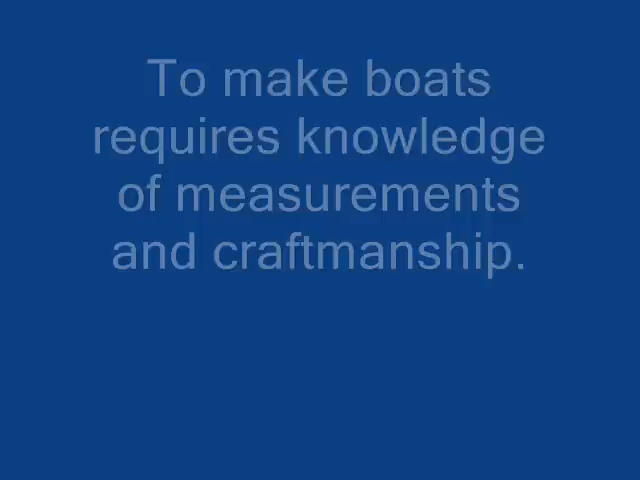 To make boats
requires knowledge
of measurements
and craftmanship.